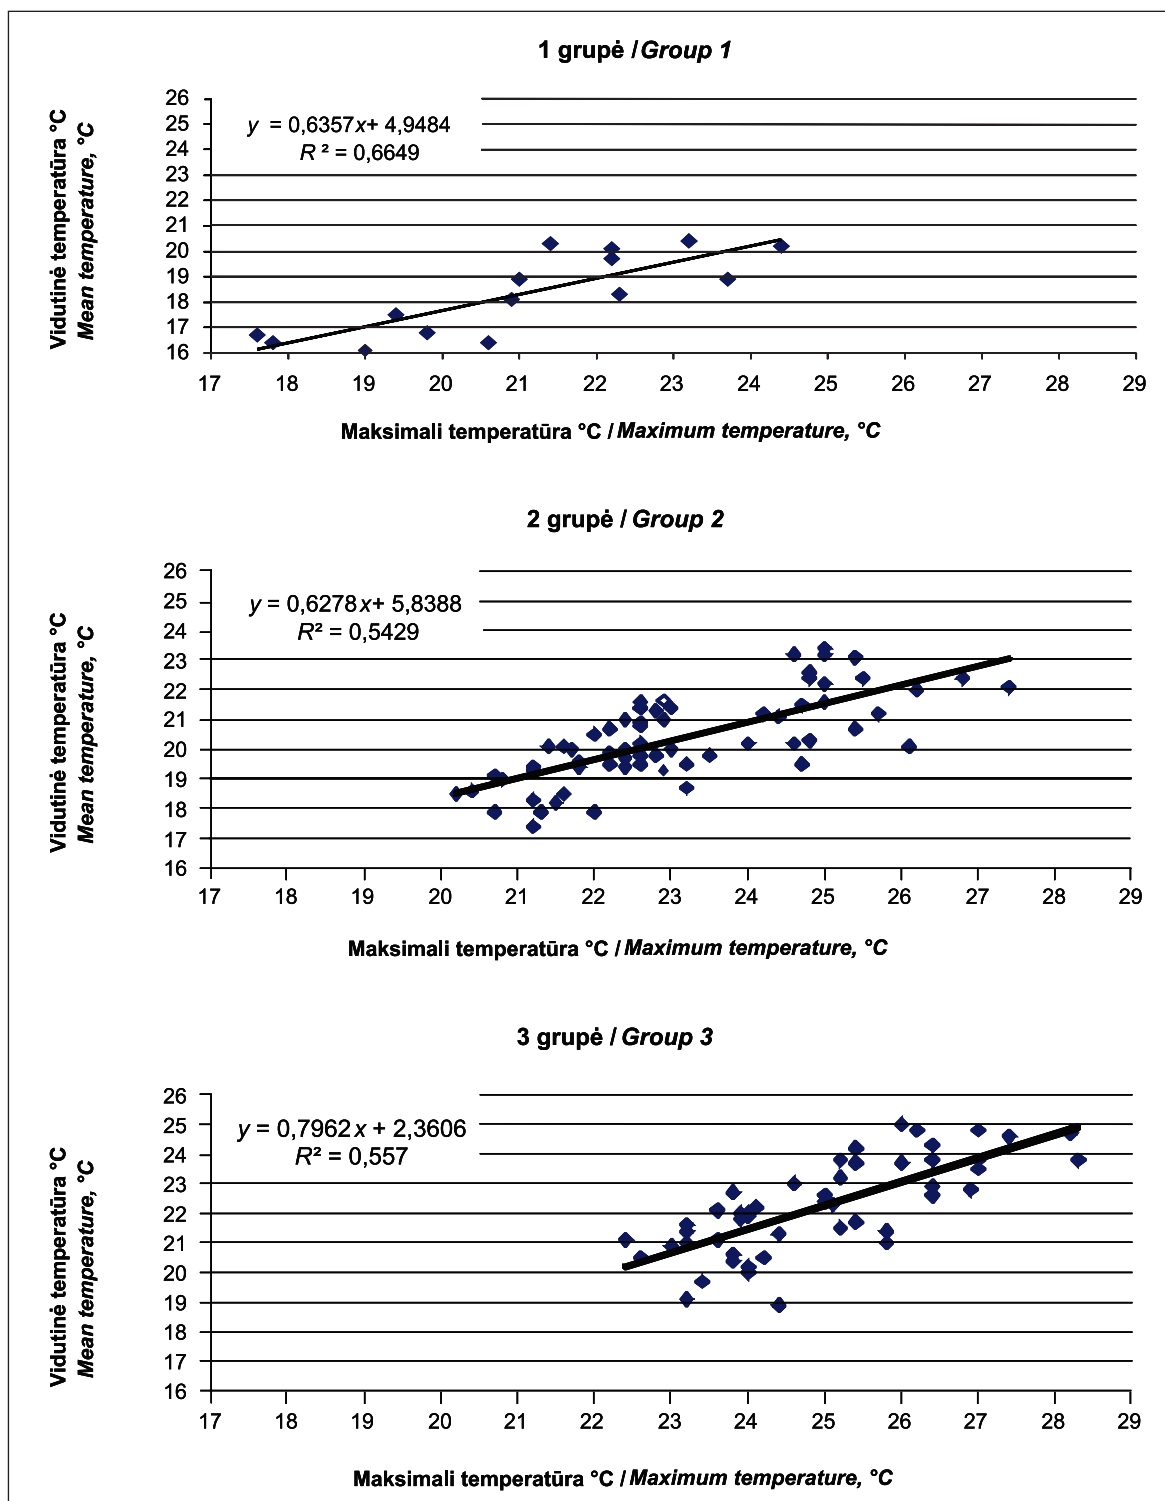 1 grupė / Group 1
Vidutinė temperatūra °C
Mean temperature, °C
26
25
24
23
22
21
20
19
18
17
16
y = 0,6357x+ 4,9484
R² = 0,6649
17 18 19 20 21 22 23 24 25 26 27 28 29
Maksimali temperatūra °C / Maximum temperature, °C
2 grupė / Group 2
Vidutinė temperatūra °C
Mean temperature, °C
26
25
24
23
22
21
20
19
18
17
16
y = 0,6278x+ 5,8388
R² = 0,5429
17 18 19 20 21 22 23 24 25 26 27 28 29
Maksimali temperatūra °C / Maximum temperature, °C
3 grupė / Group 3
Vidutinė temperatūra °C
Mean temperature, °C
26
25
24
23
22
21
20
19
18
17
16
y = 0,7962x + 2,3606
R² = 0,557
17 18 19 20 21 22 23 24 25 26 27 28 29
Maksimali temperatūra °C / Maximum temperature, °C